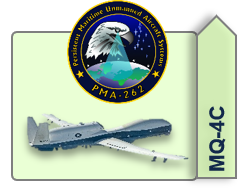 Persistent Maritime Unmanned Aircraft Systems
PMA-262
MQ-4C